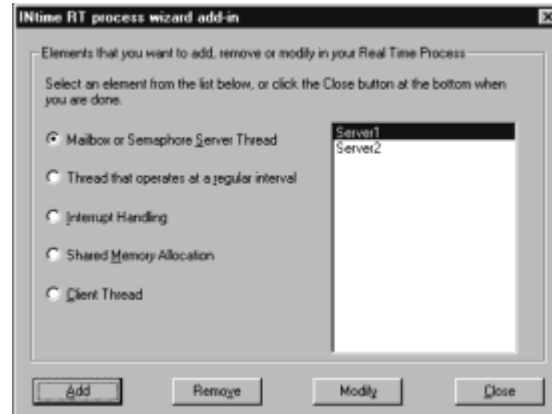 INtime RT process wizard add-in
Elements that you want to add, remove or modify in your Real Time Process
Select an element from the list below, or click the Close button at the bottom when
you are done.
Mailbox or Semaphore Server Thread
Thread that operates at a regular interval
Interrupt Handling
Shared Memory Allocation
Client Thread
Server1
Server2
Add
Remove
Modify
Close